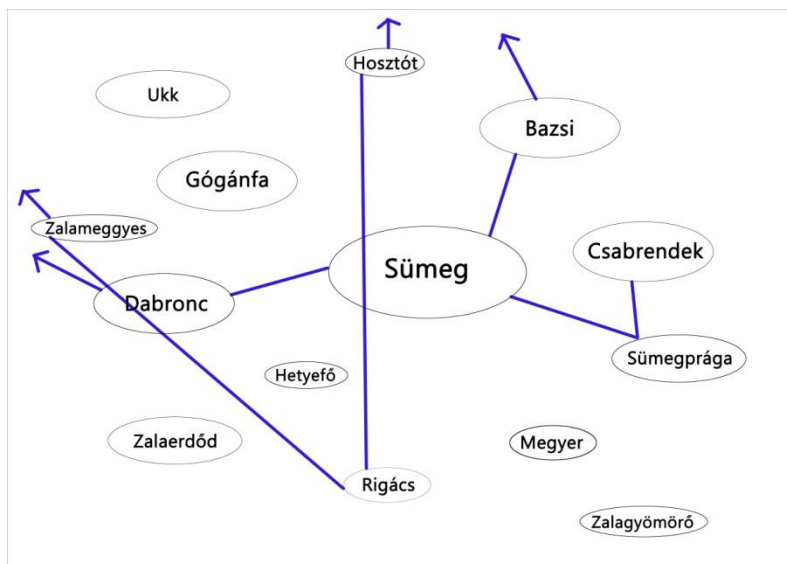 Hosztót
Ukk
Bazsi
Gógánfa
Zalameggyes
Csabrendek
Sümeg
Dabronc
Sümegprága
Hetyefő
Zalaerdőd
Megyer
Rigács
Zalagyömörő